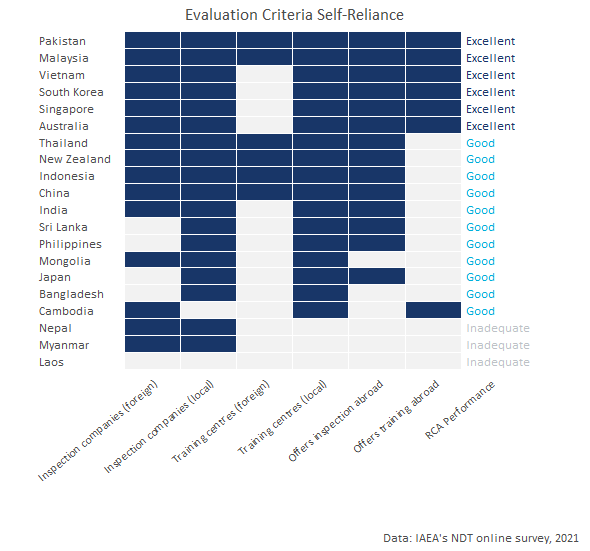 Evaluation Criteria Self-Reliance
Pakistan Excellent
Malaysia Excellent
Vietnam Excellent
South Korea Excellent
Singapore Excellent
Australia Excellent
Thailand Good
New Zealand Good
Indonesia Good
China Good
India Good
Sri Lanka Good
Philippines Good
Mongolia Good
Japan Good
Bangladesh Good
Cambodia Good
Nepal Inadequate
Myanmar Inadequate
Laos Inadequate
Inspection companies (foreign)
Inspection companies (local)
Training centres (foreign)
Training centres (local)
Offers inspection abroad
Offers training abroad
RCA Performance
Data: IAEA's NDT online survey, 2021